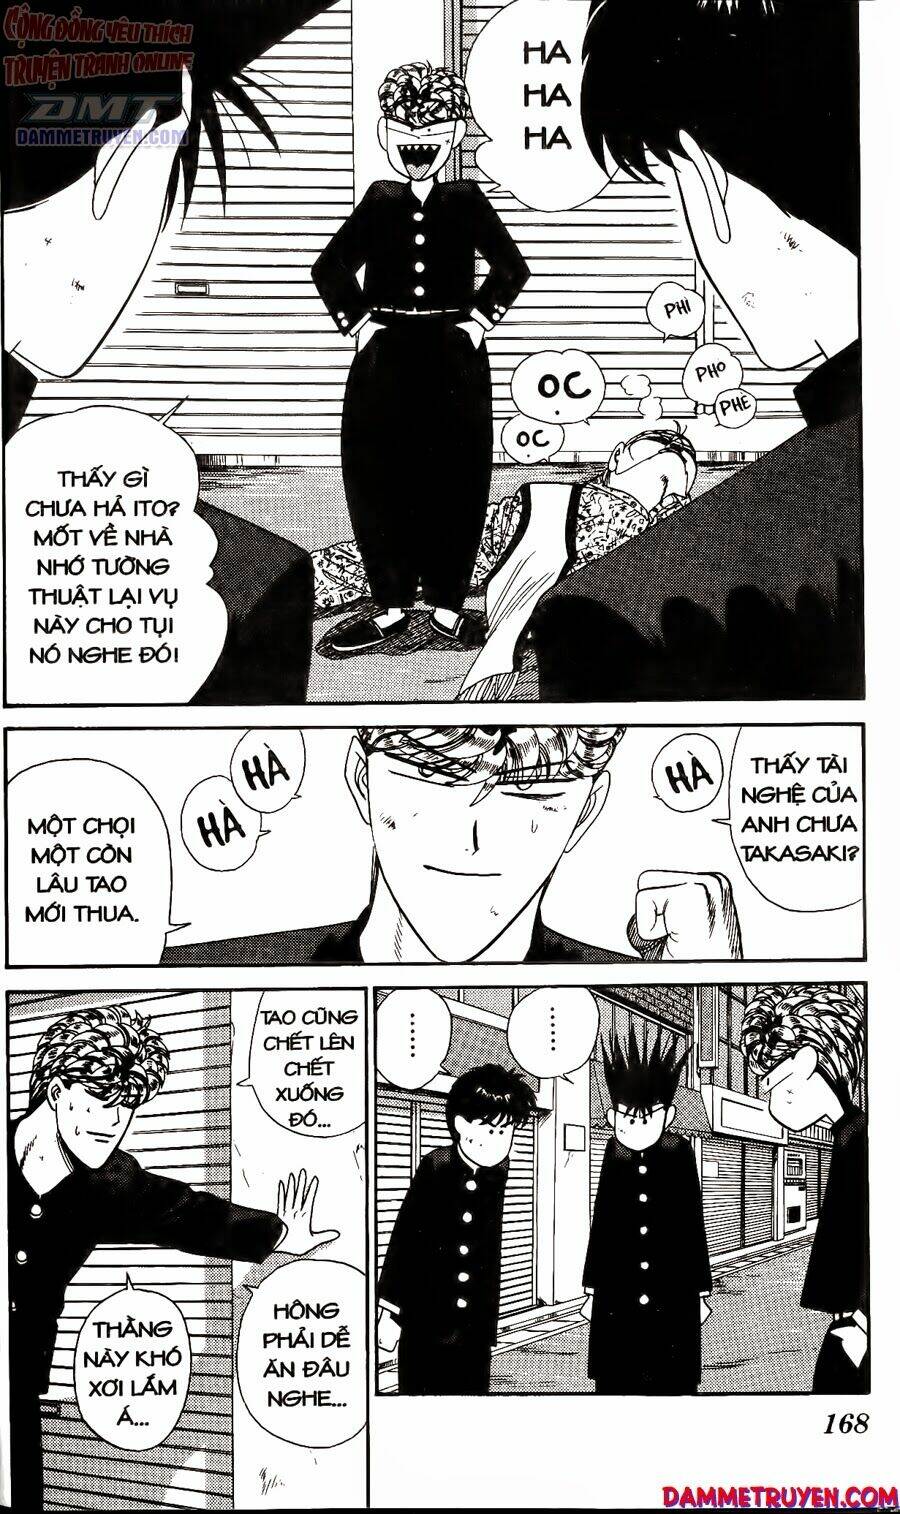 CỘNG ĐỒNG YÊU THÍCH
TRUYỆN TRANH ONLINE
DMT
DAMMETRUYEN.COM
HA
HA
HA
PHÌ
PHO
PHÈ
OC
OC
THẤY GÌ
CHƯA HẢ ITO?
MỐT VỀ NHÀ
NHỚ TƯỜNG
THUẬT LẠI VỤ
NÀY CHO TỤI
NÓ NGHE ĐÓ!
THẤY TÀI
NGHỆ CỦA
ANH CHƯA
TAKASAKI?
HÀ
HÀ
HÀ
MỘT CHỌI
MỘT CÒN
LÂU TAO
MỚI THUA.
........
........
TAO CŨNG
CHẾT LÊN
CHẾT
XUỐNG
ĐÓ...
HÔNG
PHẢI DỄ
ĂN ĐÂU
NGHE...
THẰNG
NÀY KHÓ
XƠI LẮM
Á...
168
DAMMETRUYEN.COM